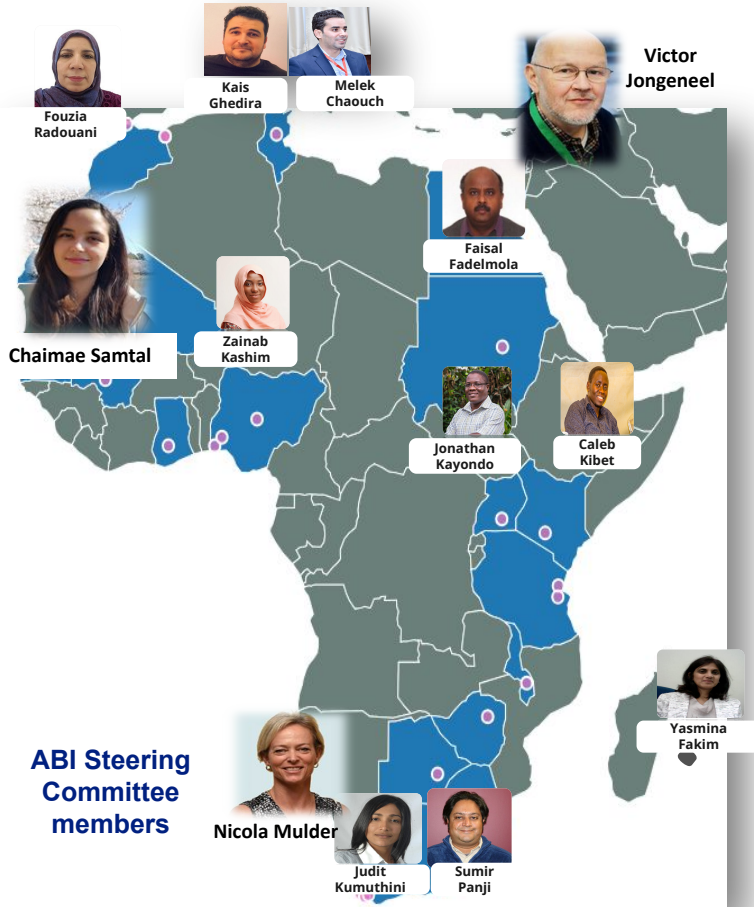 Victor
Jongeneel
Kais
Ghedira
Melek
Chaouch
Fouzia
Radouani
Faisal
Fadelmola
Zainab
Kashim
Chaimae Samtal
Jonathan
Kayondo
Caleb
Kibet
Yasmina
Fakim
ABI Steering
Committee
members
Nicola Mulder
Judit
Kumuthini
Sumir
Panji